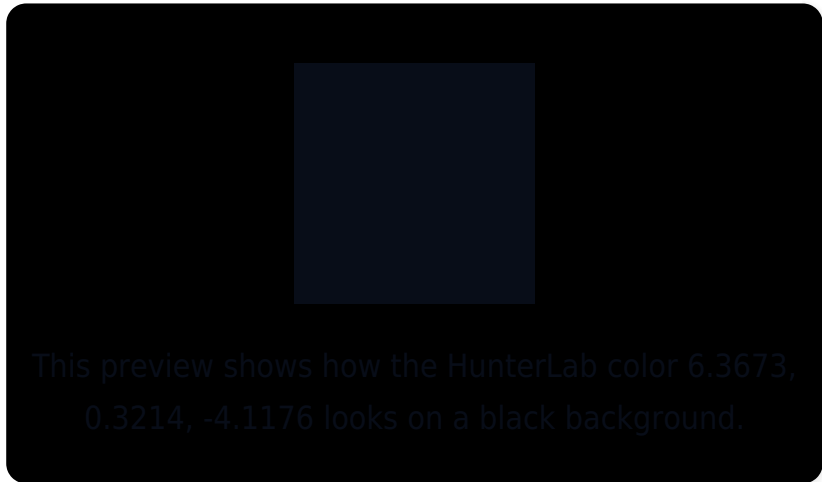 This preview shows how the HunterLab color 6.3673,
0.3214, -4.1176 looks on a black background.